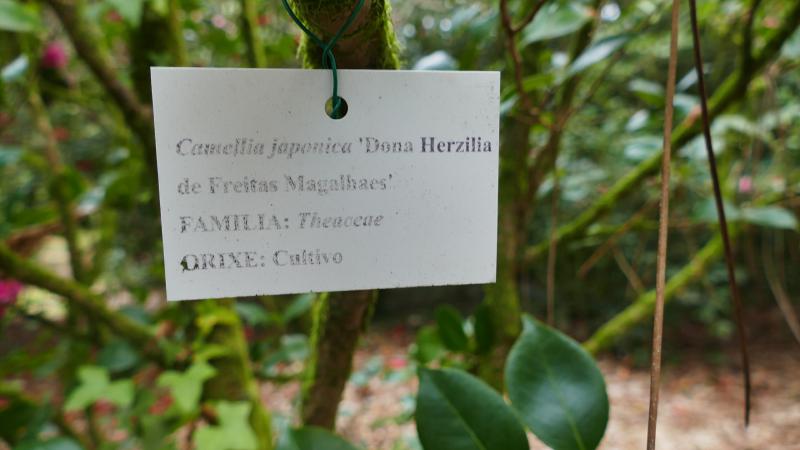 Camellia japonica 'Dona Herzilia
de Freitas Magalhaes'
FAMILIA: Theaceae
ORIXE: Cultivo